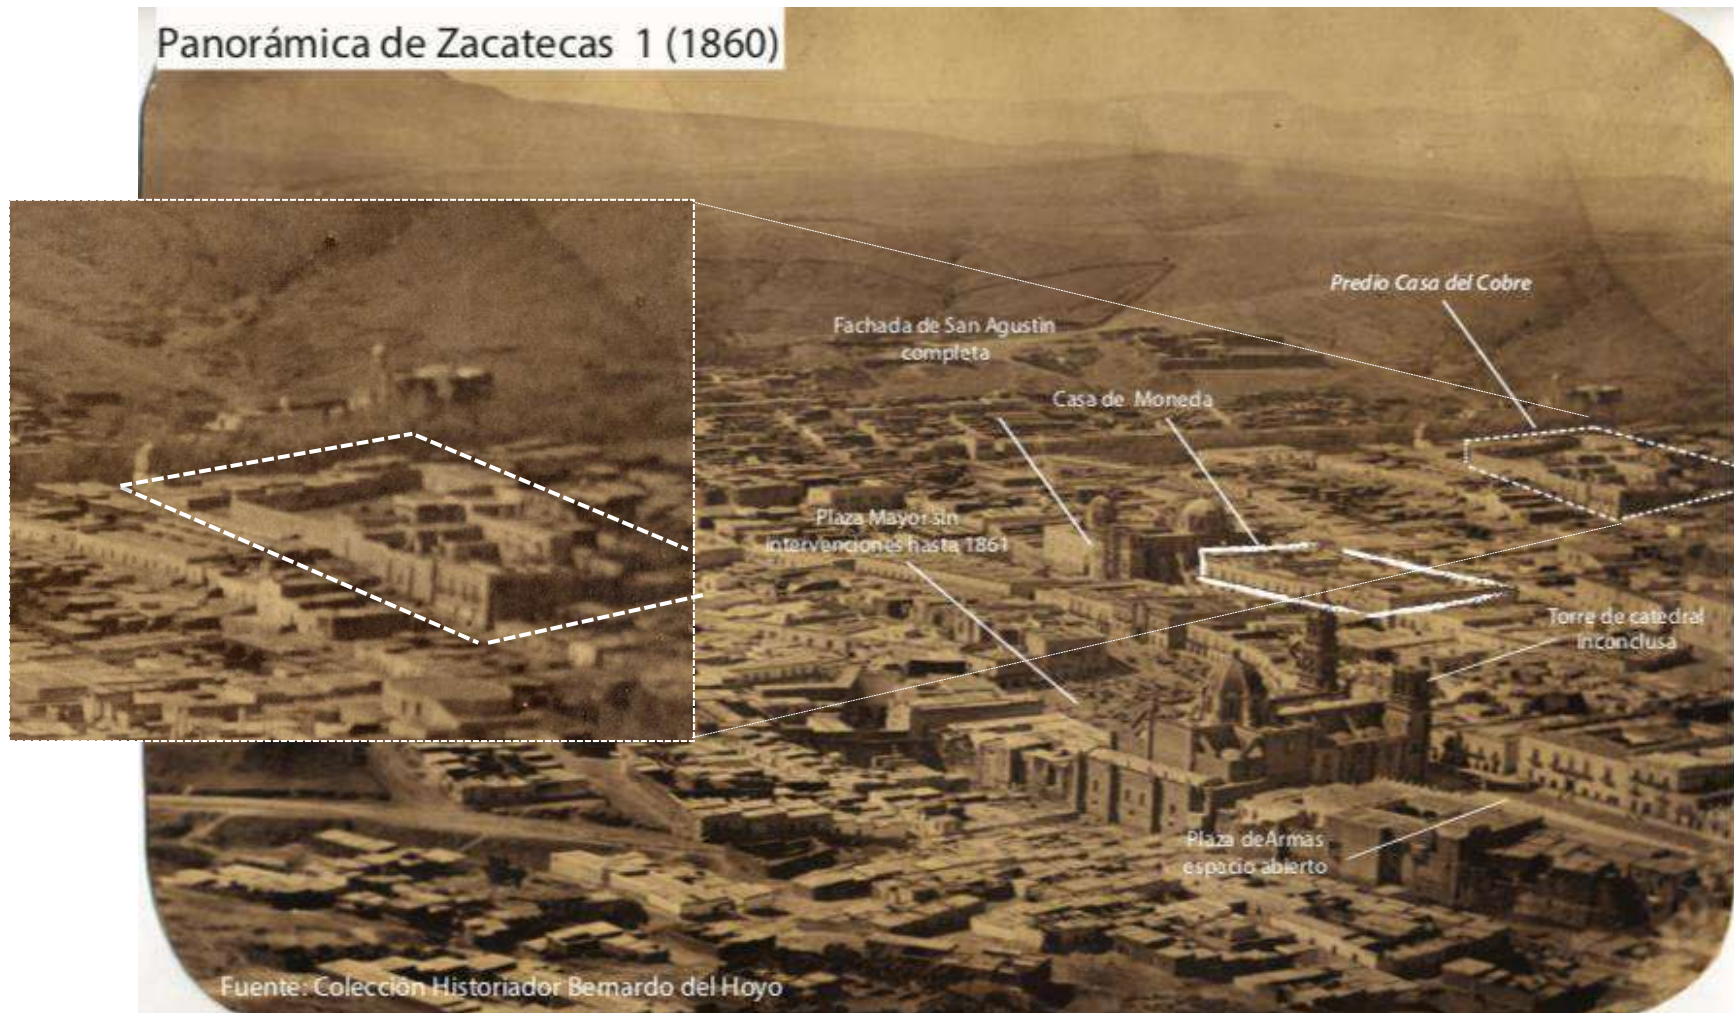 Panorámica de Zacatecas 1 (1860)
Predio Casa del Cobre
Fachada de San Agustin
completa
Casa de Moneda
Plaza Mayor sin
intervenciones hasta 1861
Torre de catedral
inconclusa
Plaza deArmas
espacio abierto
Fuente: Colección Historiador Bernardo del Hoyo